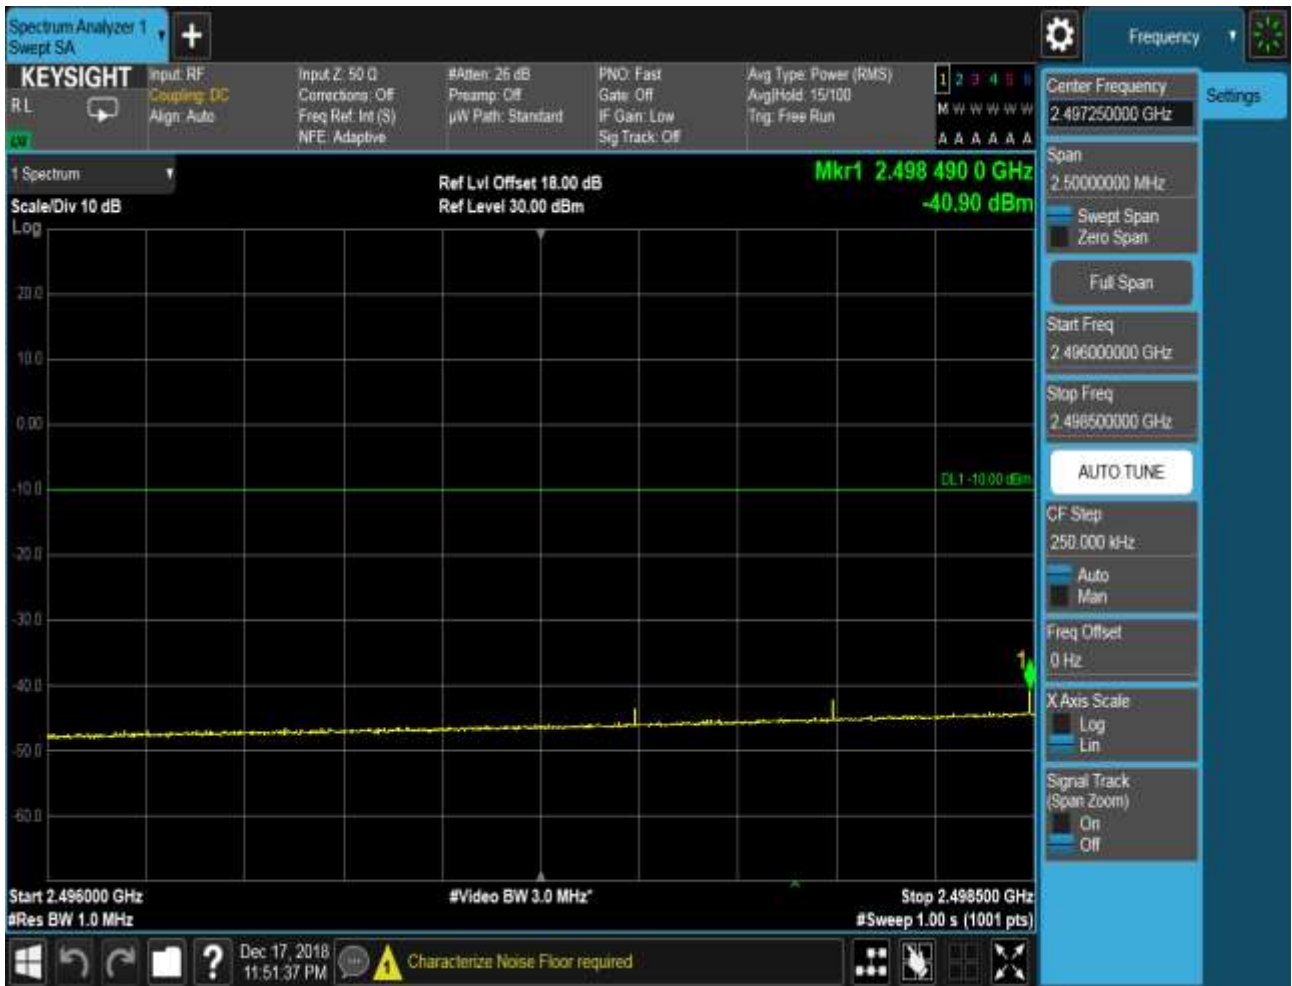 Spectrum Analyzer 1
Swept SA
Frequency
KEYSIGHT
RL
Input: RF
Coupling: DC
Align: Auto
Input Z: 50 Ω
Corrections: Off
Freq Ref: Int (S)
NFE: Adaptive
#Atten: 26 dB
Preamp: Off
µW Path: Standard
PNO: Fast
Gate: Off
IF Gain: Low
Sig Track: Off
Avg Type: Power (RMS)
Avg|Hold: 15/100
Trig: Free Run
1 2 3 4 5 6
M W W W W W
A A A A A A
1 Spectrum
Scale/Div 10 dB
Log
Ref Lvl Offset 18.00 dB
Ref Level 30.00 dBm
Mkr1 2.498 490 0 GHz
-40.90 dBm
20.0
10.0
0.00
-10.0
-20.0
-30.0
-40.0
-50.0
-60.0
DL1 -10.00 dBm
1
Start 2.496000 GHz
#Res BW 1.0 MHz
#Video BW 3.0 MHz*
Stop 2.498500 GHz
#Sweep 1.00 s (1001 pts)
Center Frequency
2.497250000 GHz
Settings
Span
2.50000000 MHz
Swept Span
Zero Span
Full Span
Start Freq
2.496000000 GHz
Stop Freq
2.498500000 GHz
AUTO TUNE
CF Step
250.000 kHz
Auto
Man
Freq Offset
0 Hz
X Axis Scale
Log
Lin
Signal Track
(Span Zoom)
On
Off
?
Dec 17, 2018
11:51:37 PM
1
Characterize Noise Floor required